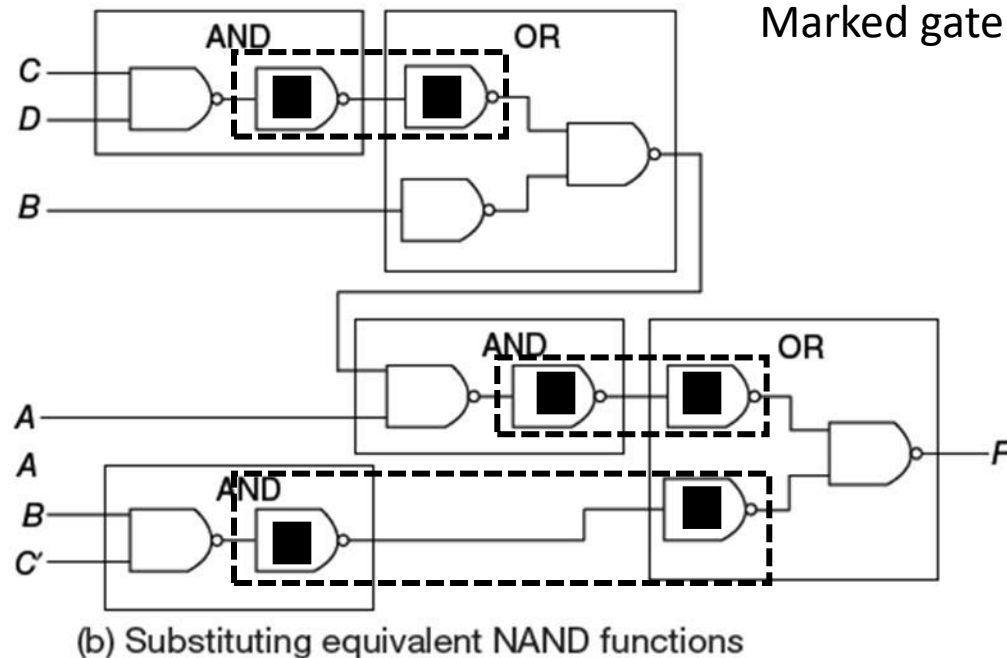 Marked gate
AND
OR
C
D
B
AND
OR
A
A
AND
B
C'
F
(b) Substituting equivalent NAND functions